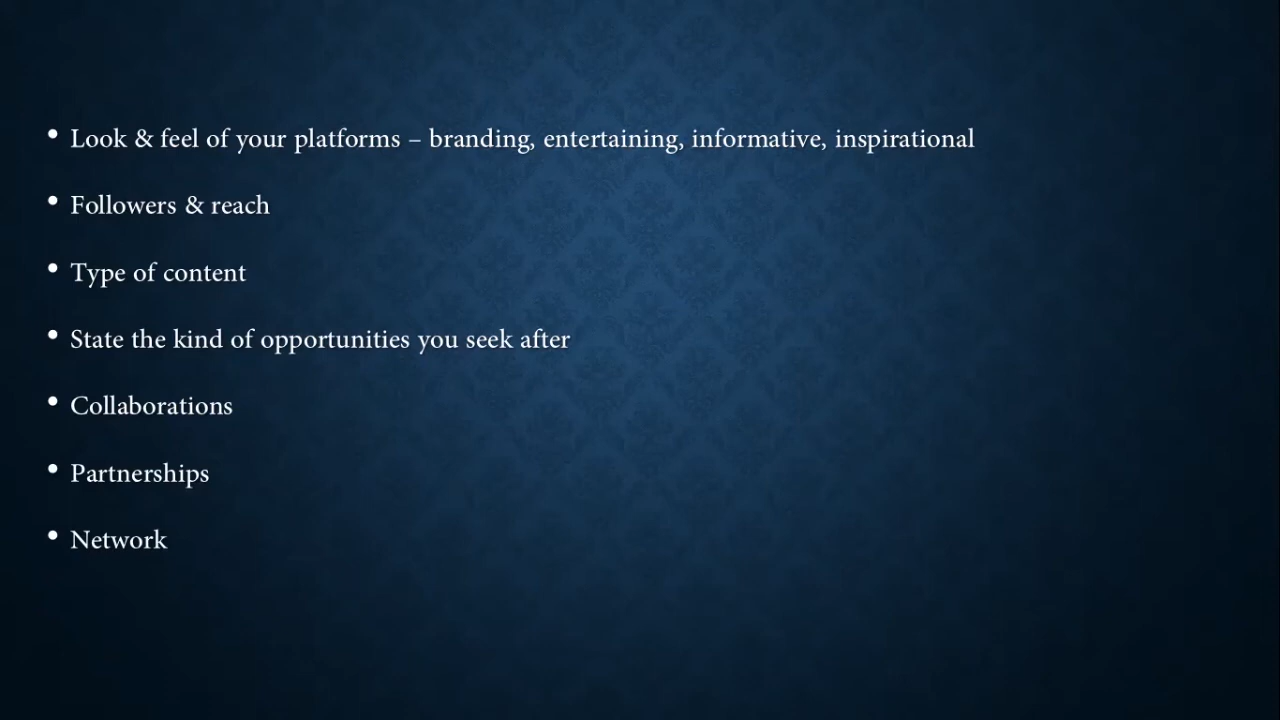 • Look & feel of your platforms – branding, entertaining, informative, inspirational
• Followers & reach
• Type of content
• State the kind of opportunities you seek after
• Collaborations
• Partnerships
• Network